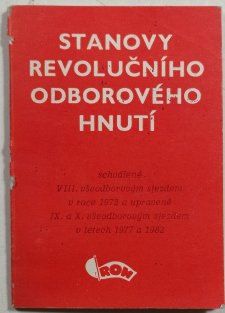 STANOVY
REVOLUČNÍHO
ODBOROVÉHO
HNUTÍ
schválené
VIII. všeodborovým sjezdem
v roce 1972 a upravené
IX. a X. všeodborovým sjezdem
v letech 1977 a 1982
ROH